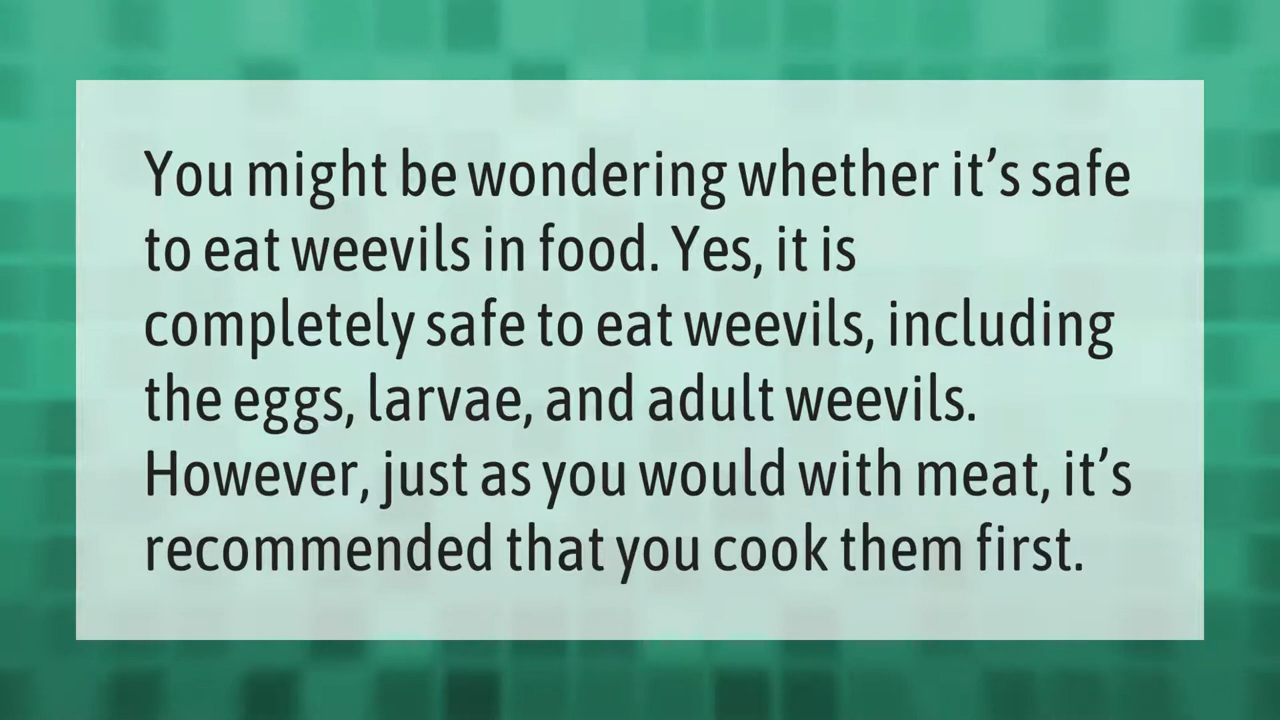 You might be wondering whether it’s safe
to eat weevils in food. Yes, it is
completely safe to eat weevils, including
the eggs, larvae, and adult weevils.
However, just as you would with meat, it’s
recommended that you cook them first.